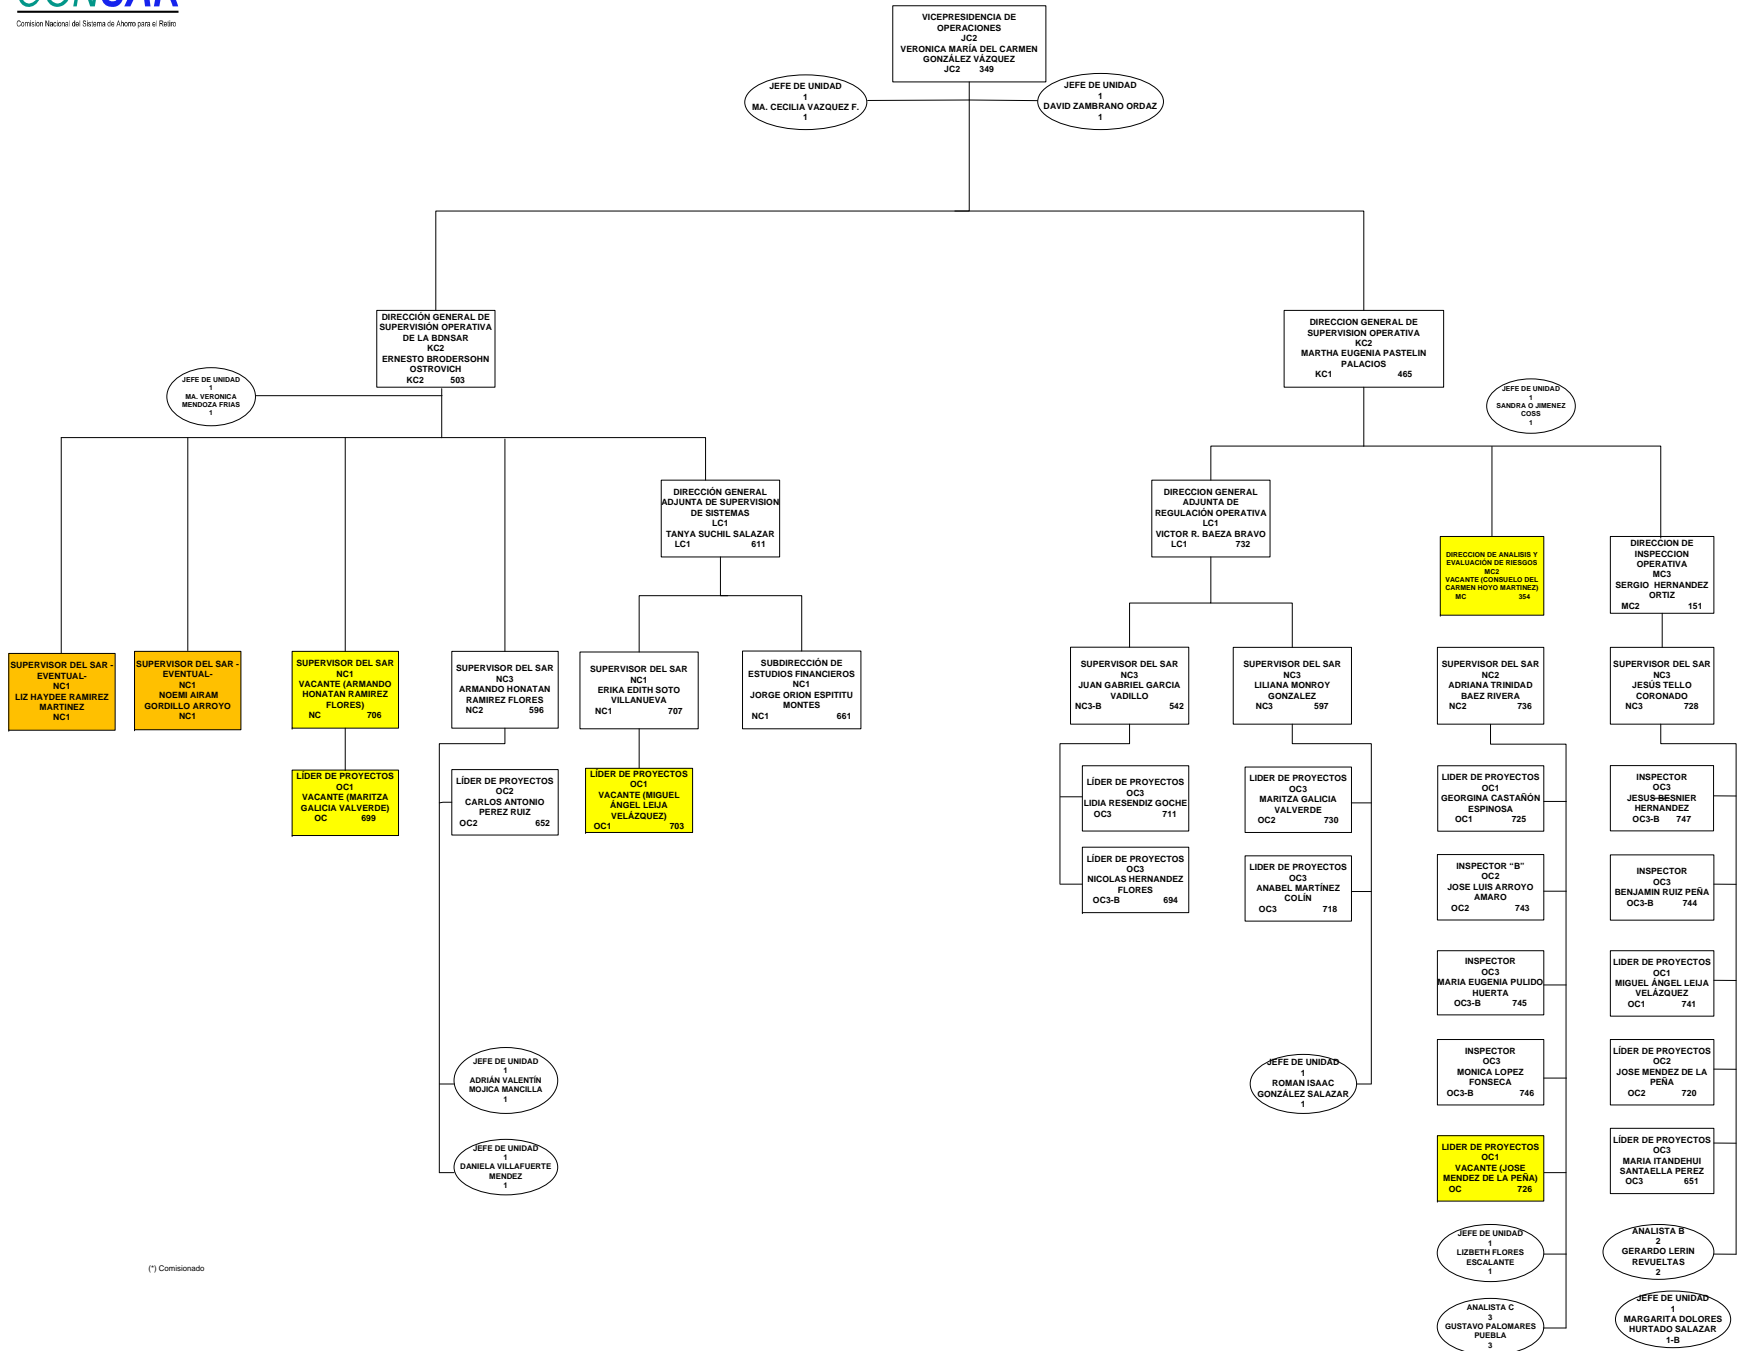 CONSAR
Comision Nacional del Sistema de Ahorro para el Retiro
VICEPRESIDENCIA DE
OPERACIONES
JC2
VERONICA MARÍA DEL CARMEN
GONZÁLEZ VÁZQUEZ
JC2 349
JEFE DE UNIDAD
1
MA. CECILIA VAZQUEZ F.
1
JEFE DE UNIDAD
1
DAVID ZAMBRANO ORDAZ
1
DIRECCIÓN GENERAL DE
SUPERVISIÓN OPERATIVA
DE LA BDNSAR
KC2
ERNESTO BRODERSOHN
OSTROVICH
KC2 503
JEFE DE UNIDAD
1
MA. VERONICA
MENDOZA FRIAS
1
DIRECCION GENERAL DE
SUPERVISION OPERATIVA
KC2
MARTHA EUGENIA PASTELIN
PALACIOS
KC1 465
JEFE DE UNIDAD
1
SANDRA O JIMENEZ
COSS
1
DIRECCIÓN GENERAL
ADJUNTA DE SUPERVISION
DE SISTEMAS
LC1
TANYA SUCHIL SALAZAR
LC1 611
DIRECCION GENERAL
ADJUNTA DE
REGULACIÓN OPERATIVA
LC1
VICTOR R. BAEZA BRAVO
LC1 732
DIRECCION DE ANALISIS Y
EVALUACIÓN DE RIESGOS
MC2
VACANTE (CONSUELO DEL
CARMEN HOYO MARTINEZ)
MC 354
DIRECCION DE
INSPECCION
OPERATIVA
MC3
SERGIO HERNANDEZ
ORTIZ
MC2 151
SUPERVISOR DEL SAR -
EVENTUAL-
NC1
LIZ HAYDEE RAMIREZ
MARTINEZ
NC1
SUPERVISOR DEL SAR -
EVENTUAL-
NC1
NOEMI AIRAM
GORDILLO ARROYO
NC1
SUPERVISOR DEL SAR
NC1
VACANTE (ARMANDO
HONATAN RAMIREZ
FLORES)
NC 706
SUPERVISOR DEL SAR
NC3
ARMANDO HONATAN
RAMIREZ FLORES
NC2 596
SUPERVISOR DEL SAR
NC1
ERIKA EDITH SOTO
VILLANUEVA
NC1 707
SUBDIRECCIÓN DE
ESTUDIOS FINANCIEROS
NC1
JORGE ORION ESPITITU
MONTES
NC1 661
SUPERVISOR DEL SAR
NC3
JUAN GABRIEL GARCIA
VADILLO
NC3-B 542
SUPERVISOR DEL SAR
NC3
LILIANA MONROY
GONZALEZ
NC3 597
SUPERVISOR DEL SAR
NC2
ADRIANA TRINIDAD
BAEZ RIVERA
NC2 736
SUPERVISOR DEL SAR
NC3
JESÚS TELLO
CORONADO
NC3 728
LÍDER DE PROYECTOS
OC1
VACANTE (MARITZA
GALICIA VALVERDE)
OC 699
LÍDER DE PROYECTOS
OC2
CARLOS ANTONIO
PEREZ RUIZ
OC2 652
LÍDER DE PROYECTOS
OC1
VACANTE (MIGUEL
ÁNGEL LEIJA
VELÁZQUEZ)
OC1 703
LÍDER DE PROYECTOS
OC3
LIDIA RESENDIZ GOCHE
OC3 711
LIDER DE PROYECTOS
OC3
MARITZA GALICIA
VALVERDE
OC2 730
LIDER DE PROYECTOS
OC1
GEORGINA CASTAÑÓN
ESPINOSA
OC1 725
INSPECTOR
OC3
JESUS BESNIER
HERNANDEZ
OC3-B 747
LÍDER DE PROYECTOS
OC3
NICOLAS HERNANDEZ
FLORES
OC3-B 694
LIDER DE PROYECTOS
OC3
ANABEL MARTÍNEZ
COLÍN
OC3 718
INSPECTOR “B”
OC2
JOSE LUIS ARROYO
AMARO
OC2 743
INSPECTOR
OC3
BENJAMIN RUIZ PEÑA
OC3-B 744
INSPECTOR
OC3
MARIA EUGENIA PULIDO
HUERTA
OC3-B 745
LIDER DE PROYECTOS
OC1
MIGUEL ÁNGEL LEIJA
VELÁZQUEZ
OC1 741
JEFE DE UNIDAD
1
ADRIÁN VALENTÍN
MOJICA MANCILLA
1
JEFE DE UNIDAD
1
ROMAN ISAAC
GONZÁLEZ SALAZAR
1
INSPECTOR
OC3
MONICA LOPEZ
FONSECA
OC3-B 746
LÍDER DE PROYECTOS
OC2
JOSE MENDEZ DE LA
PEÑA
OC2 720
JEFE DE UNIDAD
1
DANIELA VILLAFUERTE
MENDEZ
1
LIDER DE PROYECTOS
OC1
VACANTE (JOSE
MENDEZ DE LA PEÑA)
OC 726
LÍDER DE PROYECTOS
OC3
MARIA ITANDEHUI
SANTAELLA PEREZ
OC3 651
JEFE DE UNIDAD
1
LIZBETH FLORES
ESCALANTE
1
ANALISTA B
2
GERARDO LERIN
REVUELTAS
2
ANALISTA C
3
GUSTAVO PALOMARES
PUEBLA
3
JEFE DE UNIDAD
1
MARGARITA DOLORES
HURTADO SALAZAR
1-B
(*) Comisionado